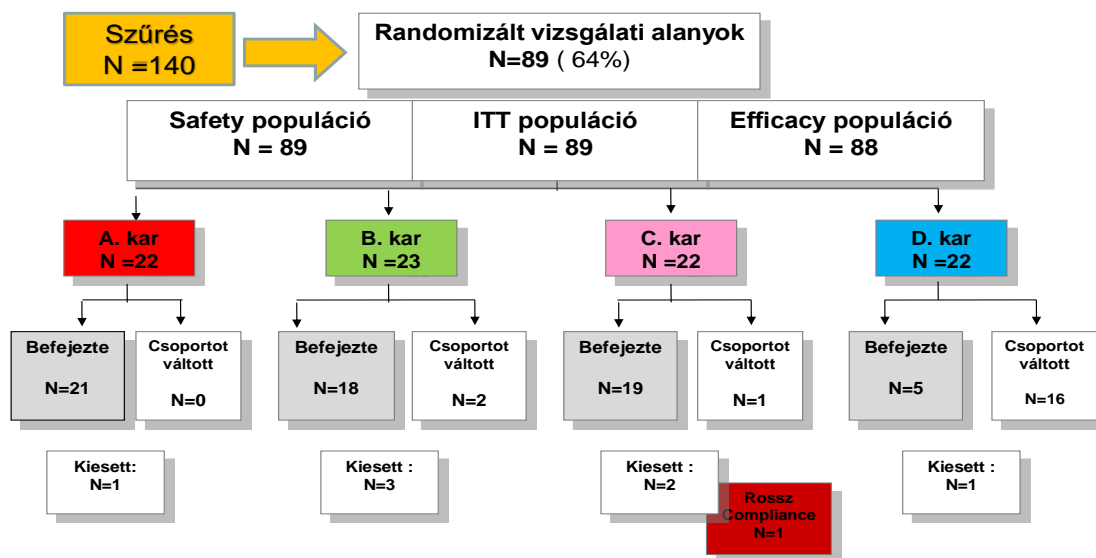 Szűrés
N =140
Randomizált vizsgálati alanyok
N=89 ( 64%)
Safety populáció
N = 89
ITT populáció
N = 89
Efficacy populáció
N = 88
A. kar
N =22
B. kar
N =23
C. kar
N =22
D. kar
N =22
Befejezte
N=21
Csoportot
váltott
N=0
Befejezte
N=18
Csoportot
váltott
N=2
Befejezte
N=19
Csoportot
váltott
N=1
Befejezte
N=5
Csoportot
váltott
N=16
Kiesett:
N=1
Kiesett :
N=3
Kiesett :
N=2
Rossz
Compliance
N=1
Kiesett :
N=1